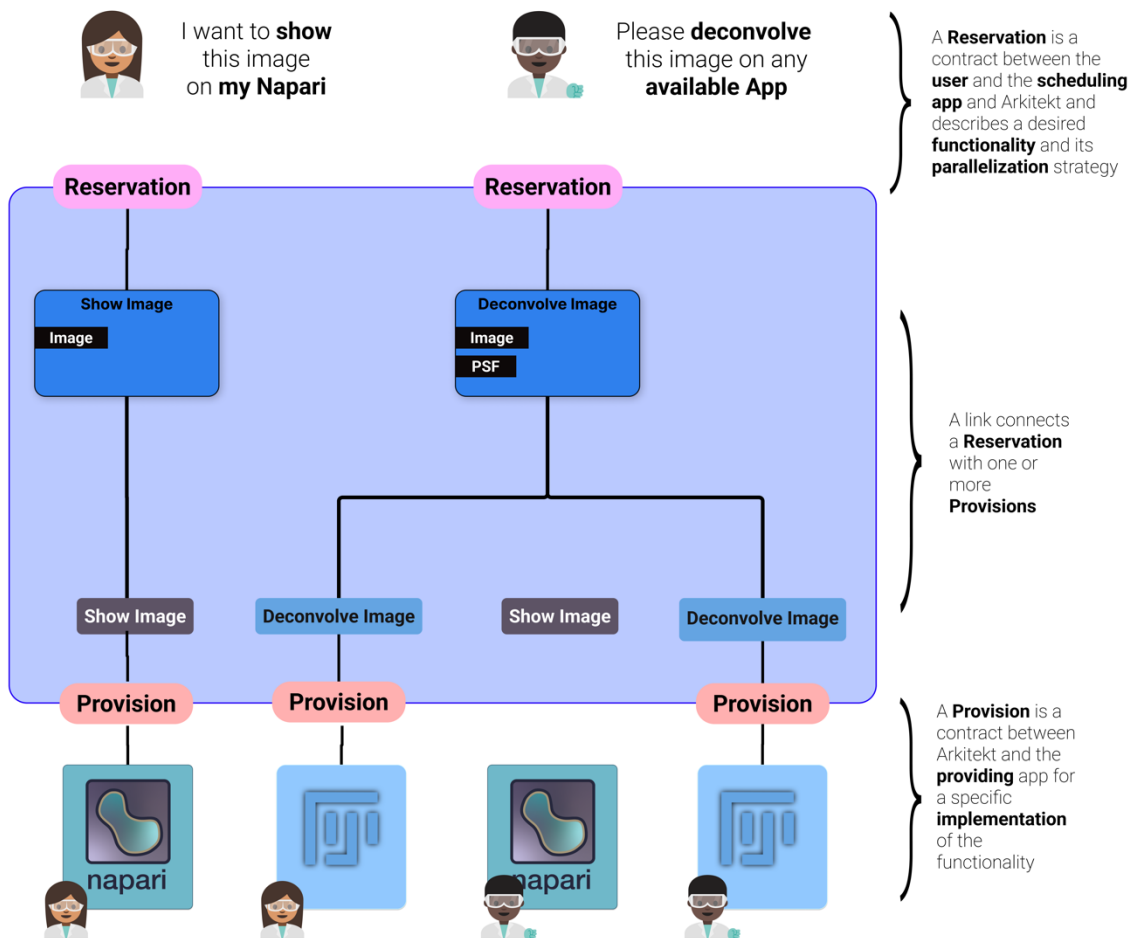 I want to show
this image
on my Napari
Please deconvolve
this image on any
available App
A Reservation is a
contract between the
user and the scheduling
app and Arkitekt and
describes a desired
functionality and its
parallelization strategy
Reservation
Reservation
Show Image
Image
Deconvolve Image
Image
PSF
A link connects
a Reservation
with one or
more
Provisions
Show Image
Deconvolve Image
Show Image
Deconvolve Image
Provision
Provision
Provision
A Provision is a
contract between
Arkitekt and the
providing app for
a specific
implementation
of the
functionality
napari
FIJI
napari
FIJI